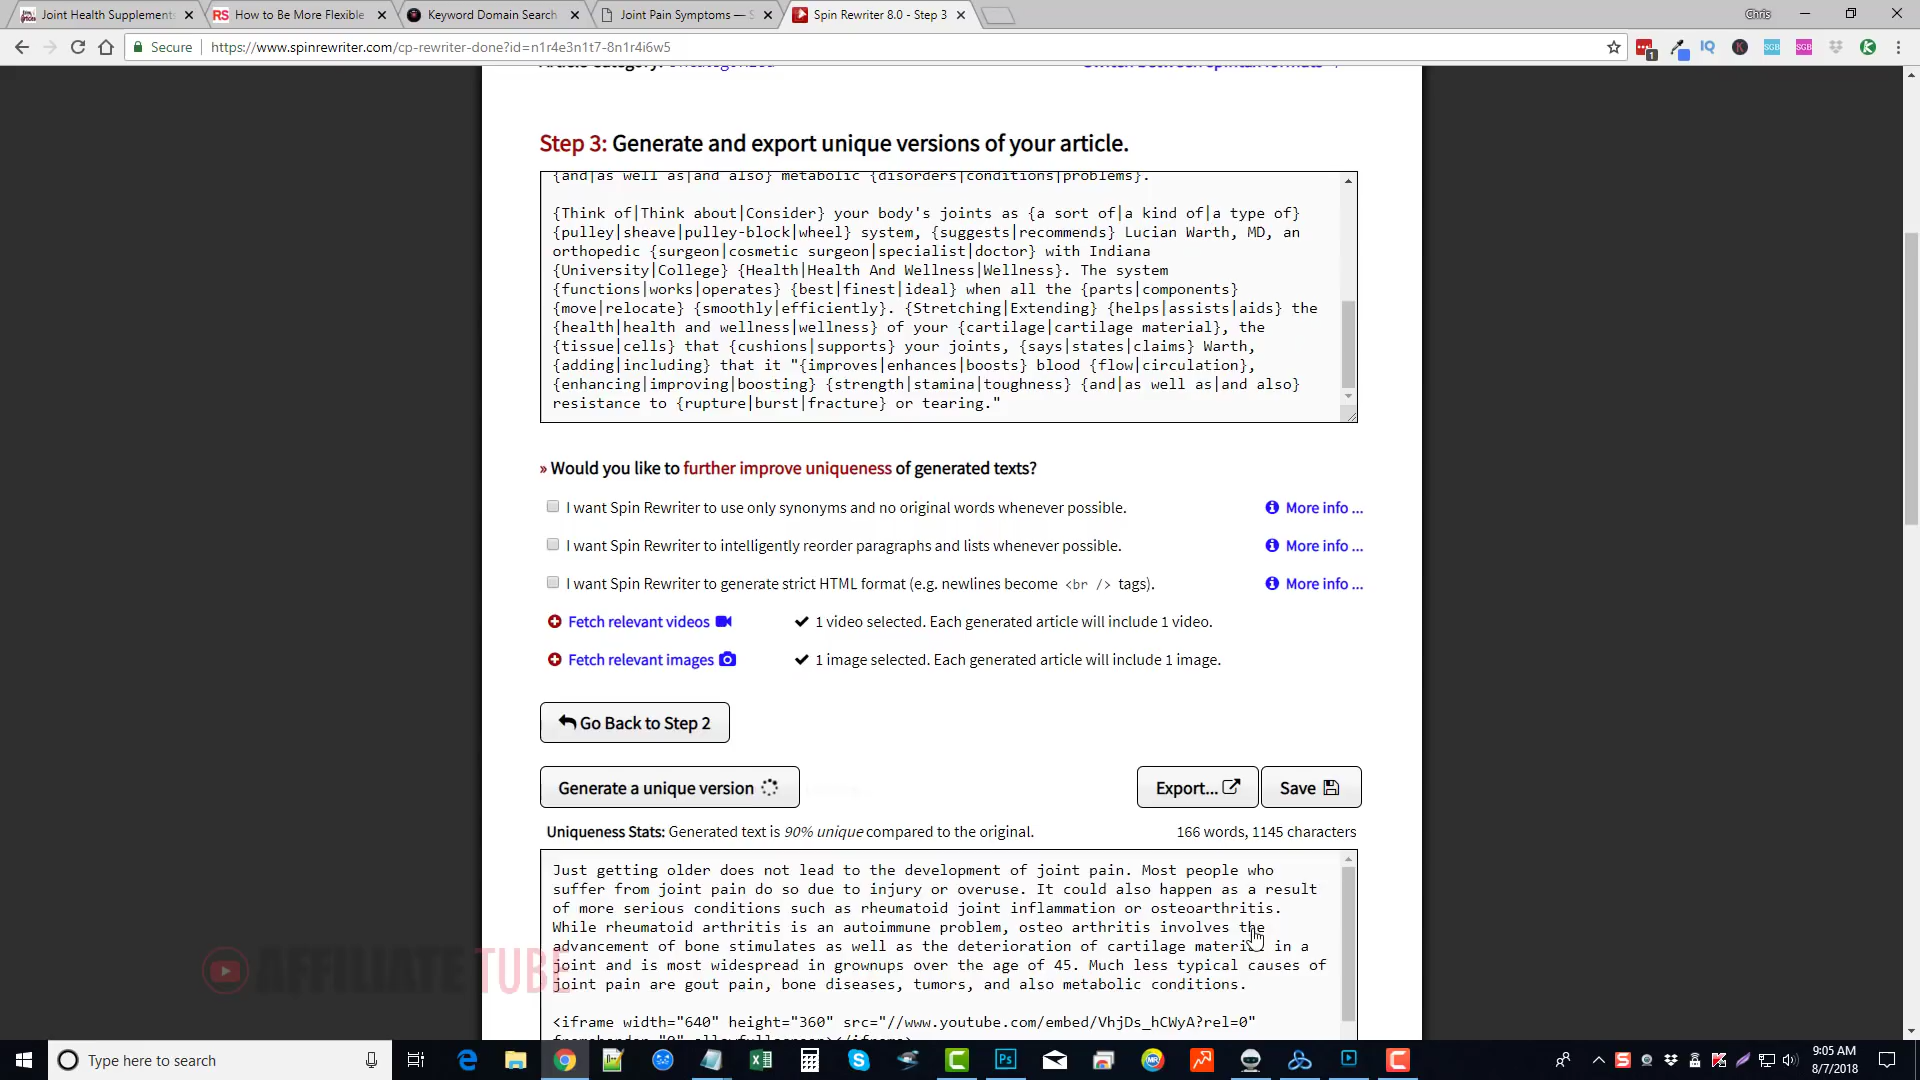 Joint Health Supplements
How to Be More Flexible
Keyword Domain Search
Joint Pain Symptoms — S
Spin Rewriter 8.0 - Step 3
Chris
Secure
https://www.spinrewriter.com/cp-rewriter-done?id=n1r4e3n1t7-8n1r4i6w5
Article Category: Uncategorized
Switch between spintax formats
Step 3: Generate and export unique versions of your article.
{and|as well as|and also} metabolic {disorders|conditions|problems}.
{Think of|Think about|Consider} your body's joints as {a sort of|a kind of|a type of}
{pulley|sheave|pulley-block|wheel} system, {suggests|recommends} Lucian Warth, MD, an
orthopedic {surgeon|cosmetic surgeon|specialist|doctor} with Indiana
{University|College} {Health|Health And Wellness|Wellness}. The system
{functions|works|operates} {best|finest|ideal} when all the {parts|components}
{move|relocate} {smoothly|efficiently}. {Stretching|Extending} {helps|assists|aids} the
{health|health and wellness|wellness} of your {cartilage|cartilage material}, the
{tissue|cells} that {cushions|supports} your joints, {says|states|claims} Warth,
{adding|including} that it "{improves|enhances|boosts} blood {flow|circulation},
{enhancing|improving|boosting} {strength|stamina|toughness} {and|as well as|and also}
resistance to {rupture|burst|fracture} or tearing."
» Would you like to further improve uniqueness of generated texts?
I want Spin Rewriter to use only synonyms and no original words whenever possible.
More info ...
I want Spin Rewriter to intelligently reorder paragraphs and lists whenever possible.
More info ...
I want Spin Rewriter to generate strict HTML format (e.g. newlines become <br /> tags).
More info ...
Fetch relevant videos
1 video selected. Each generated article will include 1 video.
Fetch relevant images
1 image selected. Each generated article will include 1 image.
Go Back to Step 2
Generate a unique version
Export...
Save
Uniqueness Stats: Generated text is 90% unique compared to the original.
166 words, 1145 characters
Just getting older does not lead to the development of joint pain. Most people who
suffer from joint pain do so due to injury or overuse. It could also happen as a result
of more serious conditions such as rheumatoid joint inflammation or osteoarthritis.
While rheumatoid arthritis is an autoimmune problem, osteo arthritis involves the
advancement of bone stimulates as well as the deterioration of cartilage material in a
joint and is most widespread in grownups over the age of 45. Much less typical causes of
joint pain are gout pain, bone diseases, tumors, and also metabolic conditions.
<iframe width="640" height="360" src="//www.youtube.com/embed/VhjDs_hCWyA?rel=0"
frameborder="0" allowfullscreen></iframe>
AFFILIATE TUBE
Type here to search
9:05 AM
8/7/2018